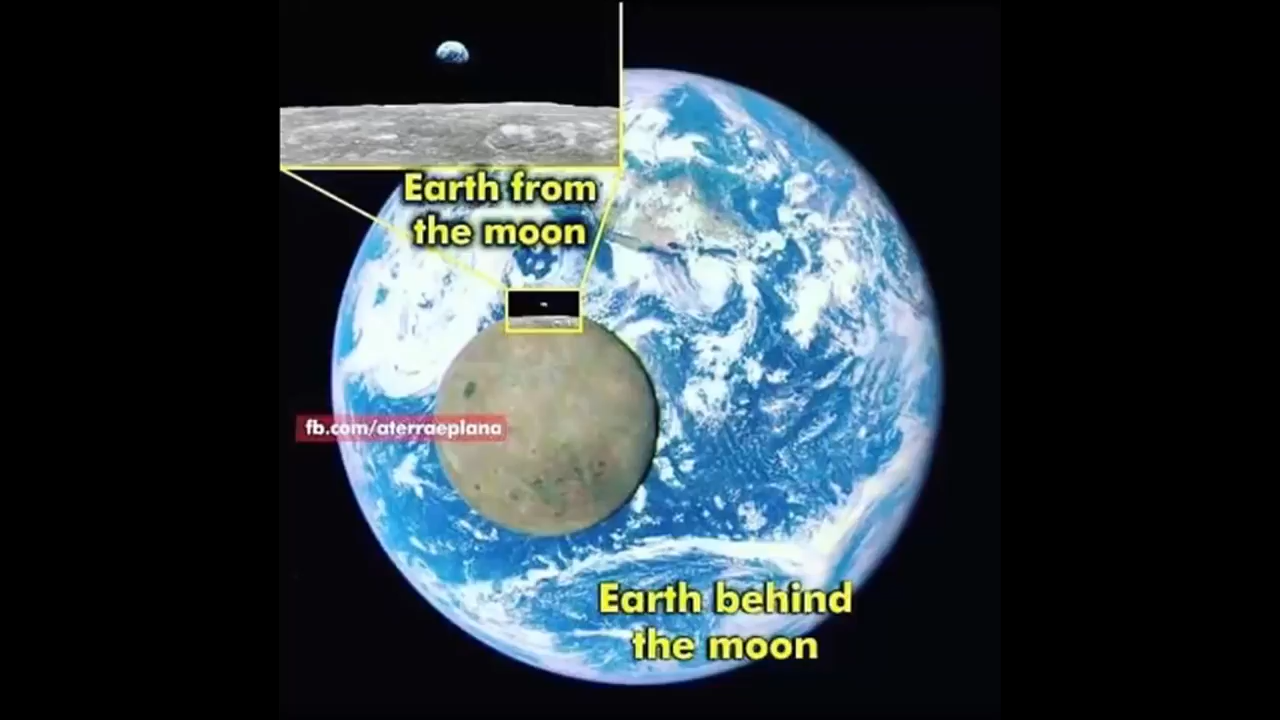 Earth from
the moon
fb.com/aterraeplana
Earth behind
the moon